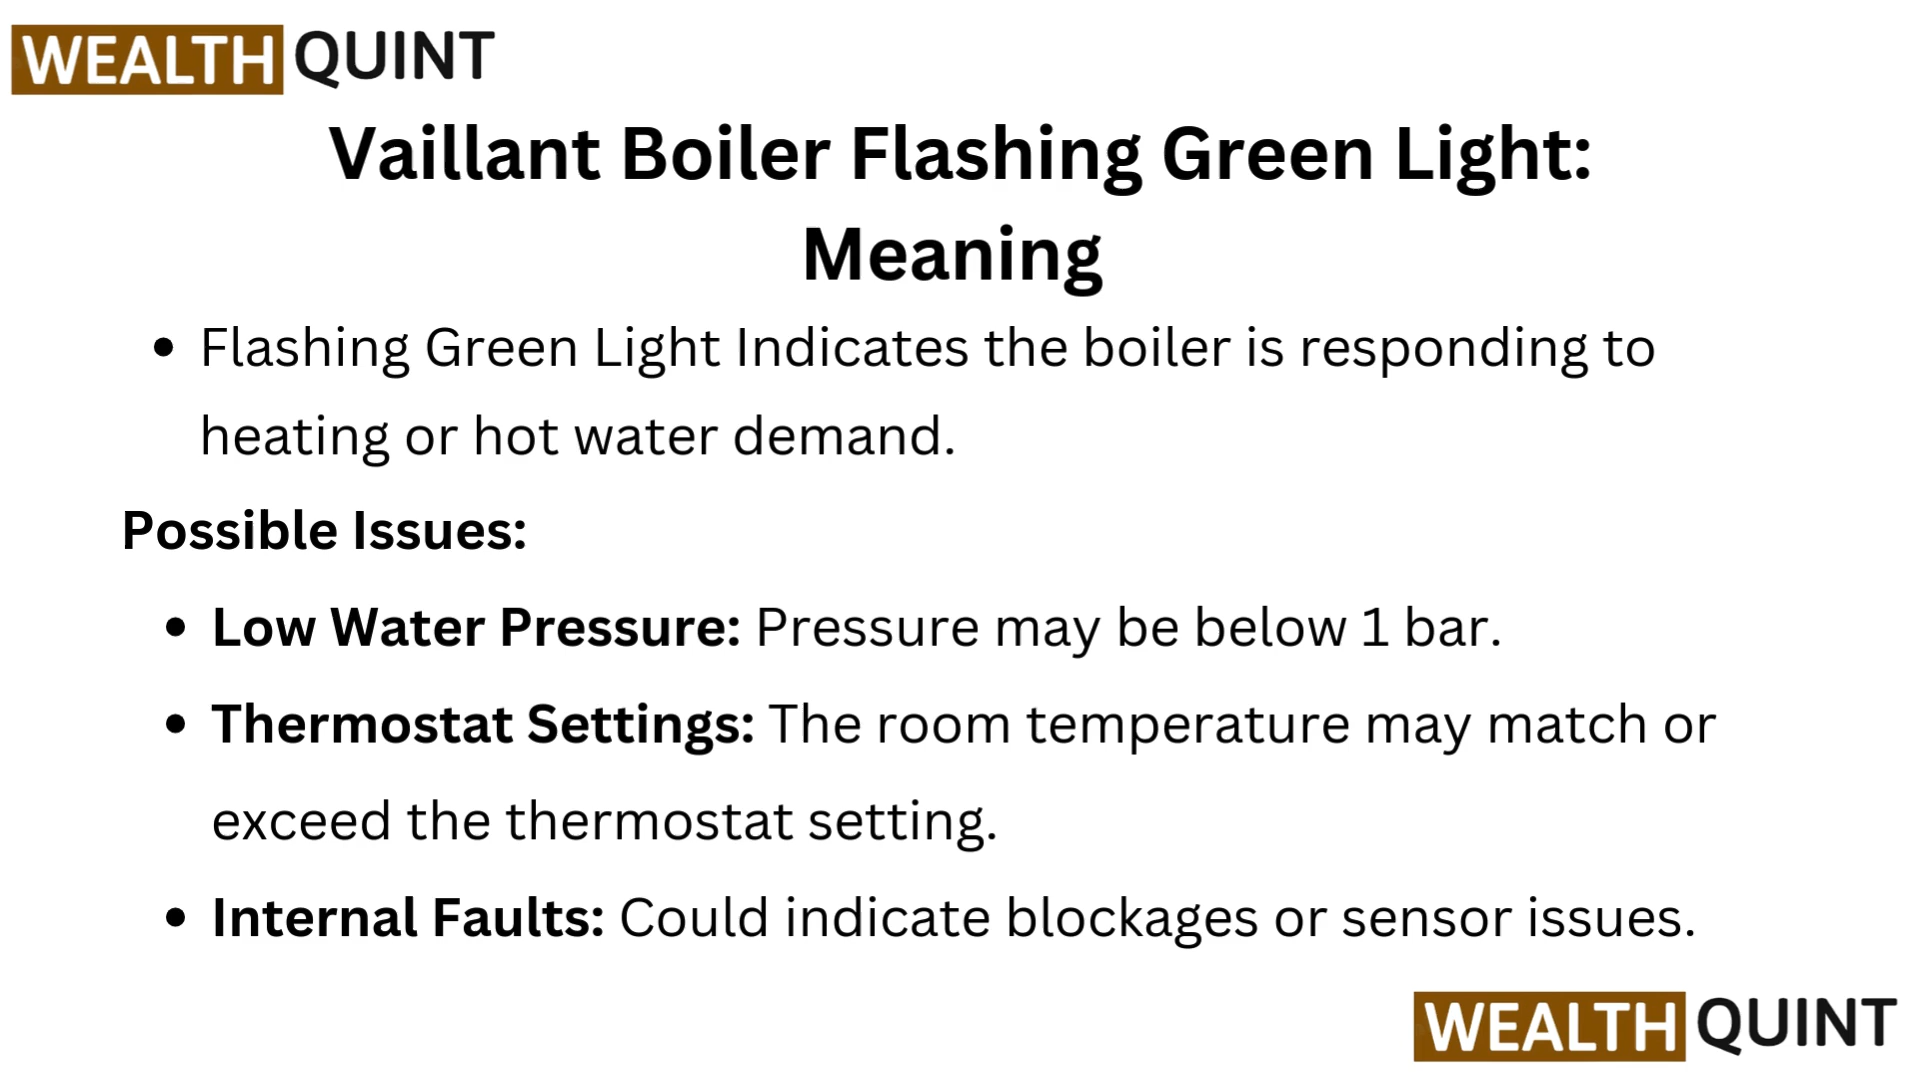 WEALTH QUINT
Vaillant Boiler Flashing Green Light:
Meaning
• Flashing Green Light Indicates the boiler is responding to
heating or hot water demand.
Possible Issues:
• Low Water Pressure: Pressure may be below 1 bar.
• Thermostat Settings: The room temperature may match or
exceed the thermostat setting.
• Internal Faults: Could indicate blockages or sensor issues.
WEALTH QUINT